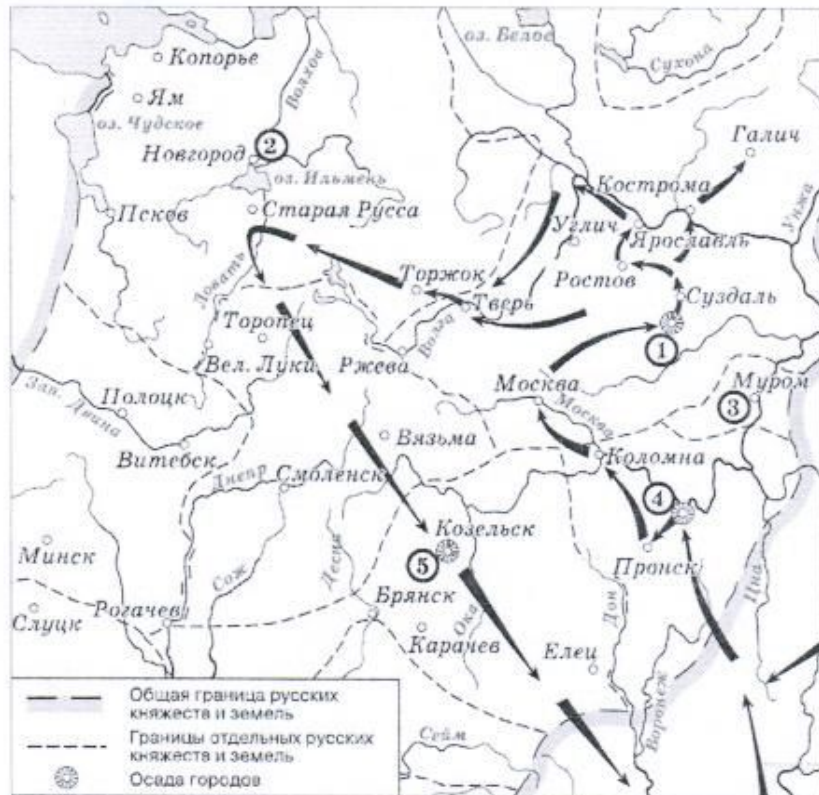 оз. Белое
Сухона
Копорье
Волхов
Ям
оз. Чудское
Галич
Новгород
2
оз. Ильмень
Кострома
Унжа
Псков
Старая Русса
Углич
Ярославль
Ростов
Ловать
Торжок
Суздаль
Тверь
Торопец
Волга
1
Вел. Луки
Ржева
Зап. Двина
Полоцк
Москва
Москва
Муром
3
Витебск
Вязьма
Коломна
Днепр
Смоленск
4
Козельск
5
Минск
Сож
Десна
Пронск
Цна
Брянск
Дон
Слуцк
Рогачев
Ока
Карачев
Елец
Воронеж
Сейм
Общая граница русских
княжеств и земель
Границы отдельных русских
княжеств и земель
Осада городов